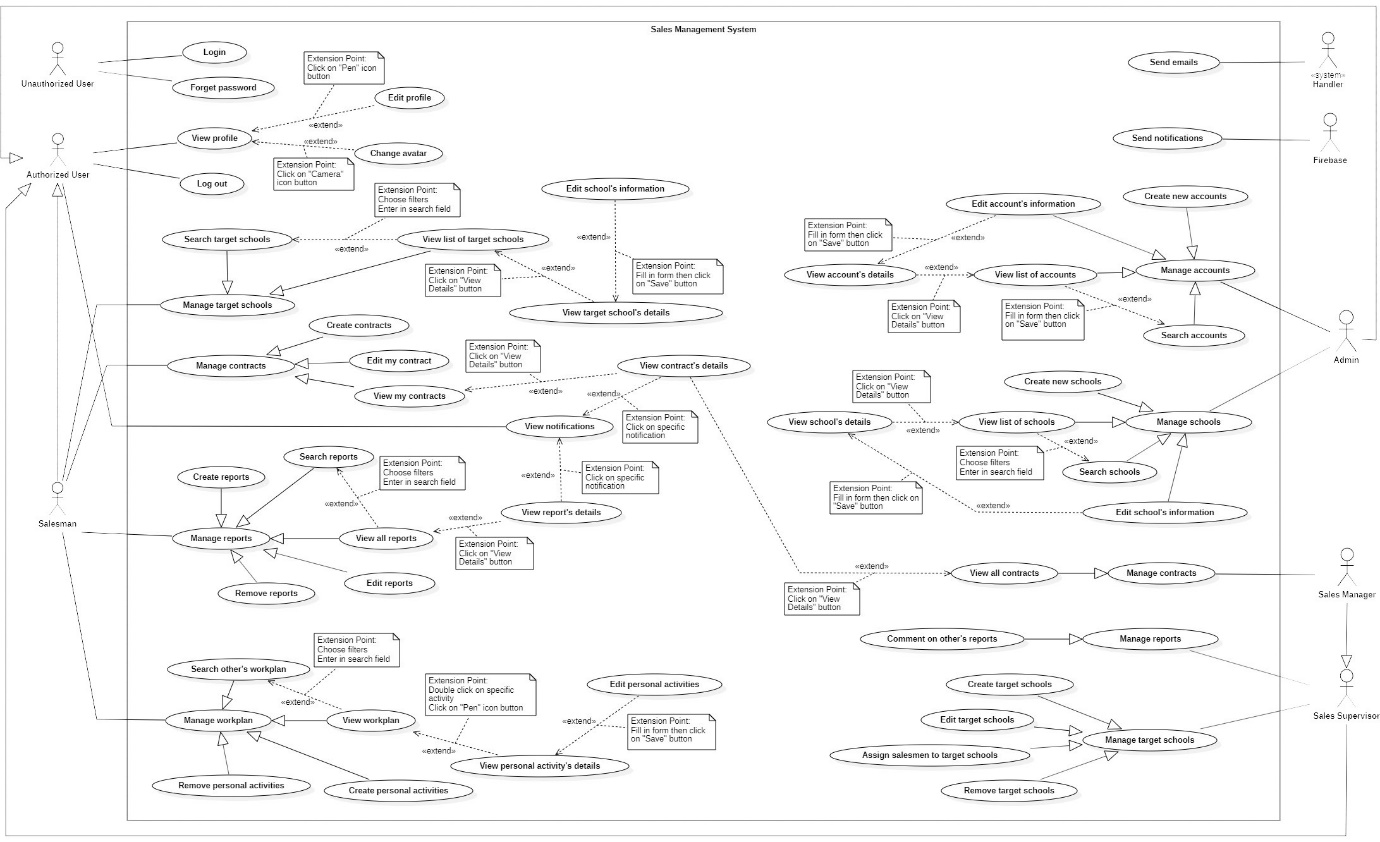 Sales Management System
Unauthorized User
Login
Forget password
Extension Point:
Click on "Pen" icon
button
Edit profile
«extend»
View profile
«extend»
Change avatar
Extension Point:
Click on "Camera"
icon button
Authorized User
Log out
Send emails
«system»
Handler
Send notifications
Firebase
Extension Point:
Choose filters
Enter in search field
Edit school's information
Search target schools
«extend»
View list of target schools
«extend»
Extension Point:
Click on "View
Details" button
«extend»
Extension Point:
Fill in form then click
on "Save" button
Manage target schools
View target school's details
Create new accounts
Edit account's information
Extension Point:
Fill in form then click
on "Save" button
«extend»
View account's details
«extend»
View list of accounts
Manage accounts
Extension Point:
Click on "View
Details" button
Extension Point:
Fill in form then click
on "Save" button
«extend»
Search accounts
Admin
Create contracts
Manage contracts
Edit my contract
View my contracts
Extension Point:
Click on "View
Details" button
«extend»
View contract's details
«extend»
Extension Point:
Click on specific
notification
View notifications
Extension Point:
Click on "View
Details" button
Create new schools
View school's details
«extend»
View list of schools
Manage schools
Extension Point:
Choose filters
Enter in search field
«extend»
Search schools
Extension Point:
Fill in form then click on
"Save" button
«extend»
Edit school's information
Search reports
Create reports
Extension Point:
Choose filters
Enter in search field
«extend»
Extension Point:
Click on specific
notification
«extend»
View report's details
Salesman
Manage reports
View all reports
«extend»
Extension Point:
Click on "View
Details" button
Edit reports
Remove reports
«extend»
Extension Point:
Click on "View
Details" button
View all contracts
Manage contracts
Sales Manager
Comment on other's reports
Manage reports
Extension Point:
Choose filters
Enter in search field
Search other's workplan
«extend»
Manage workplan
View workplan
Extension Point:
Double click on specific
activity
Click on "Pen" icon button
«extend»
Edit personal activities
«extend»
Extension Point:
Fill in form then click
on "Save" button
View personal activity's details
Remove personal activities
Create personal activities
Create target schools
Edit target schools
Manage target schools
Assign salesmen to target schools
Remove target schools
Sales Supervisor